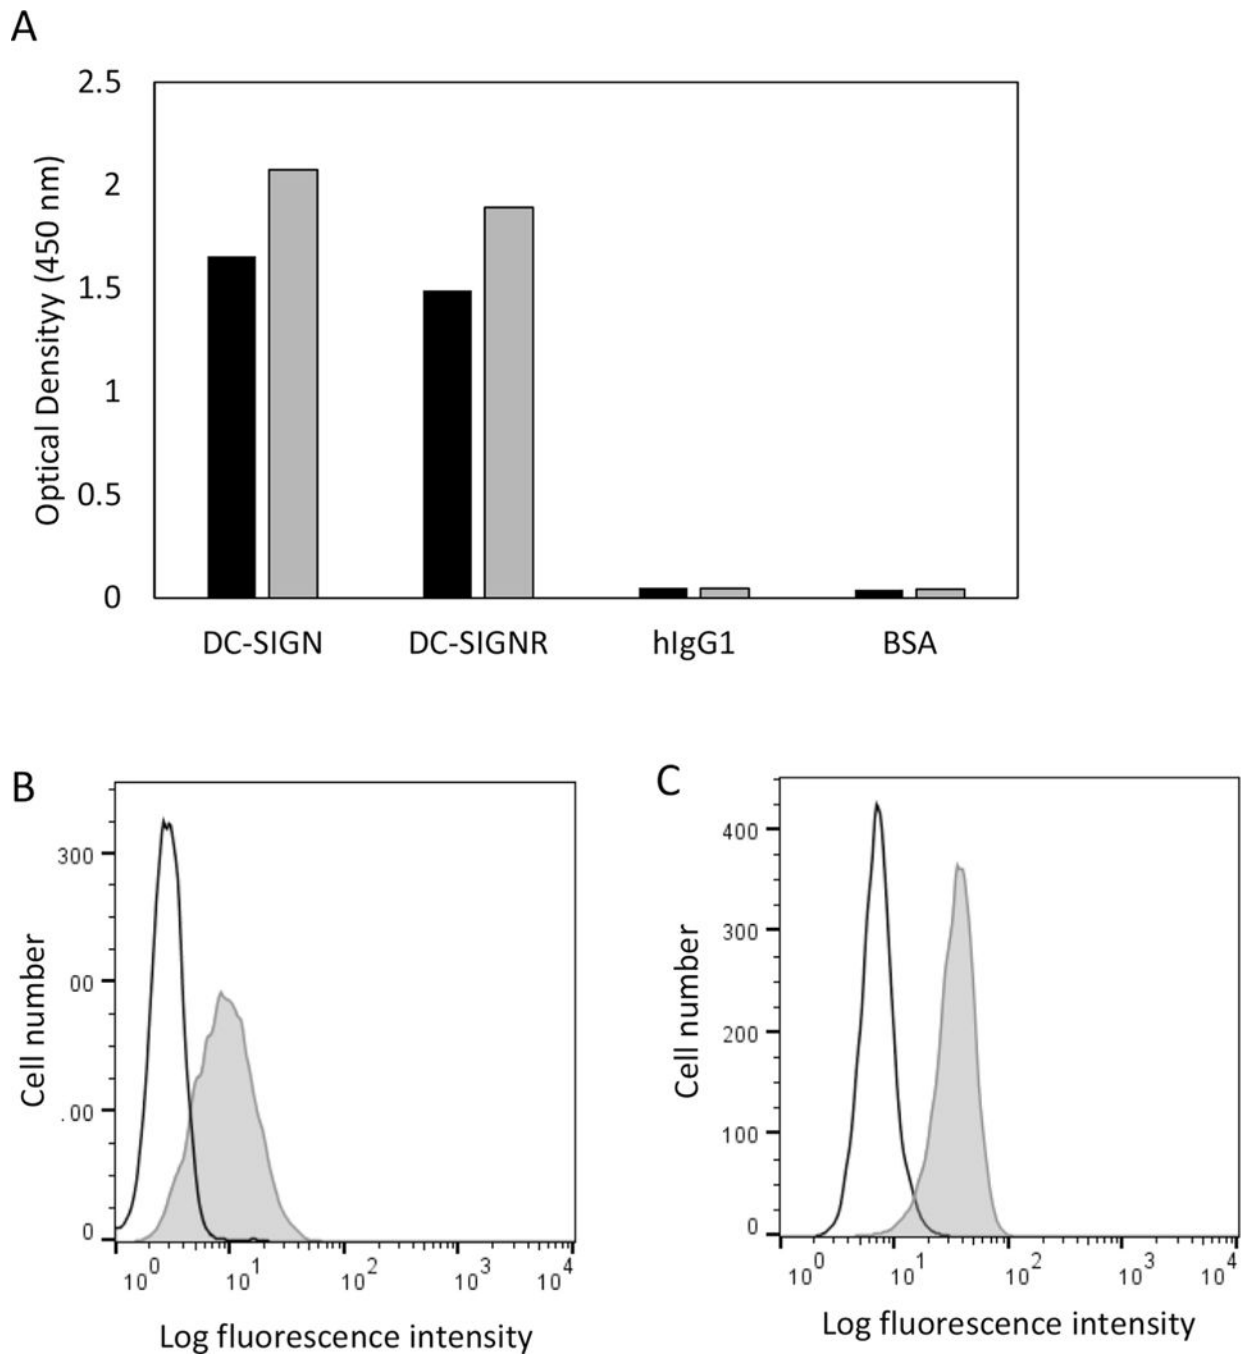 A
2.5
2
1.5
1
0.5
0
Optical Densityy (450 nm)
DC-SIGN DC-SIGNR hIgG1 BSA
B
300
00
.00
0
Cell number
10^0 10^1 10^2 10^3 10^4
Log fluorescence intensity
C
400
300
200
100
0
Cell number
10^0 10^1 10^2 10^3 10^4
Log fluorescence intensity